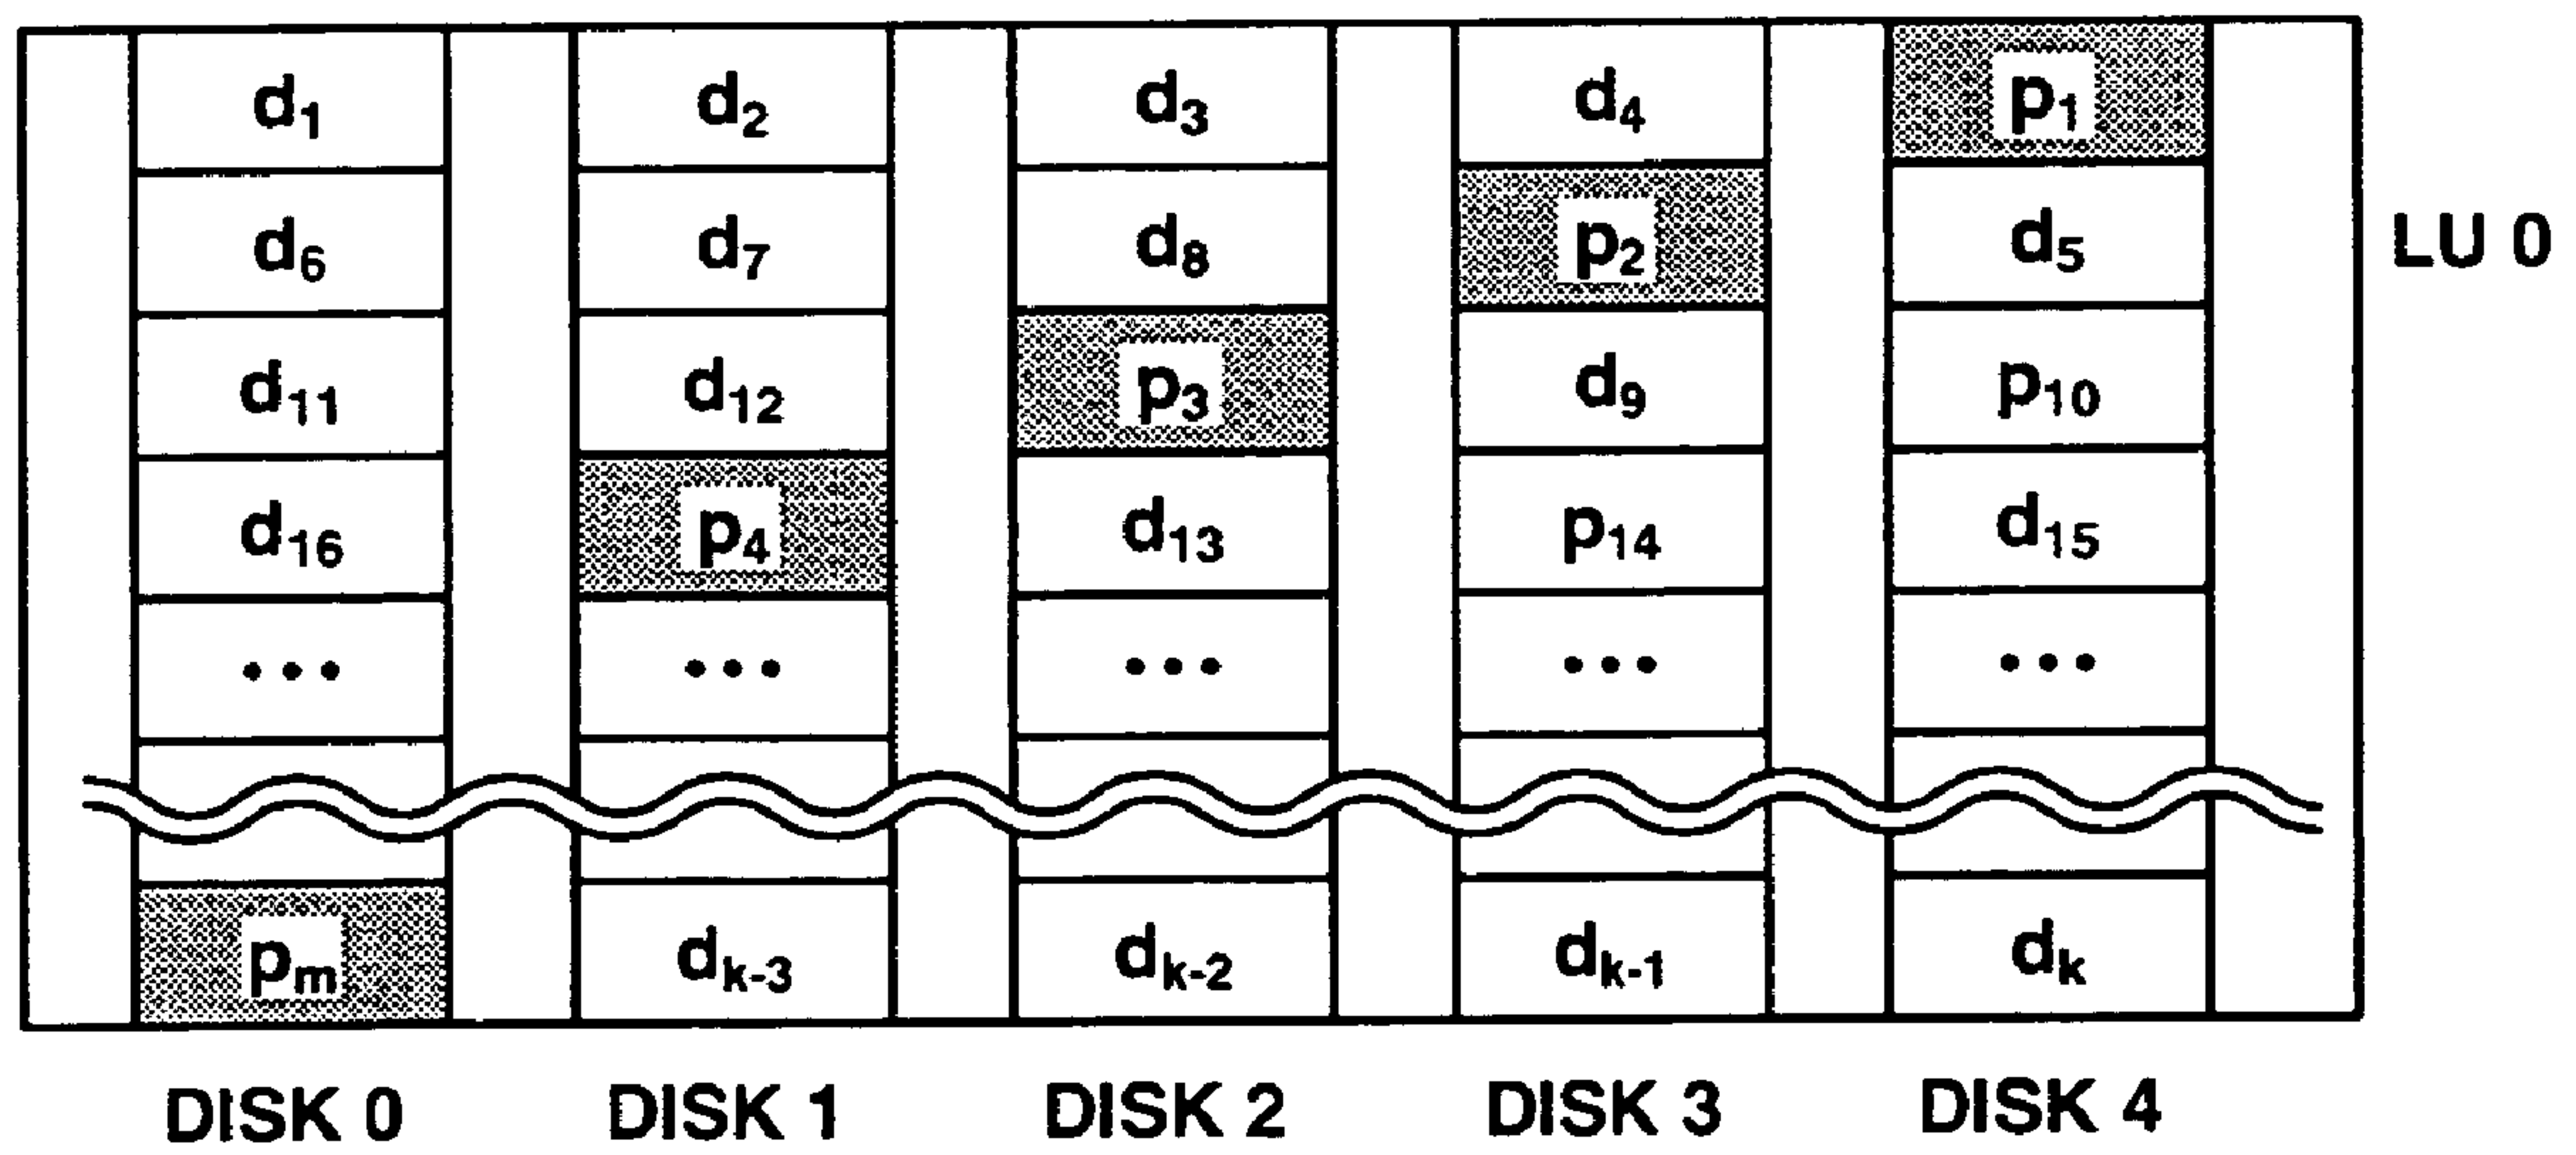 d₁ d₂ d₃ d₄ p₁
d₆ d₇ d₈ p₂ d₅ LU 0
d₁₁ d₁₂ p₃ d₉ p₁₀
d₁₆ p₄ d₁₃ p₁₄ d₁₅
••• ••• ••• ••• •••
pₘ dₖ₋₃ dₖ₋₂ dₖ₋₁ dₖ
DISK 0 DISK 1 DISK 2 DISK 3 DISK 4